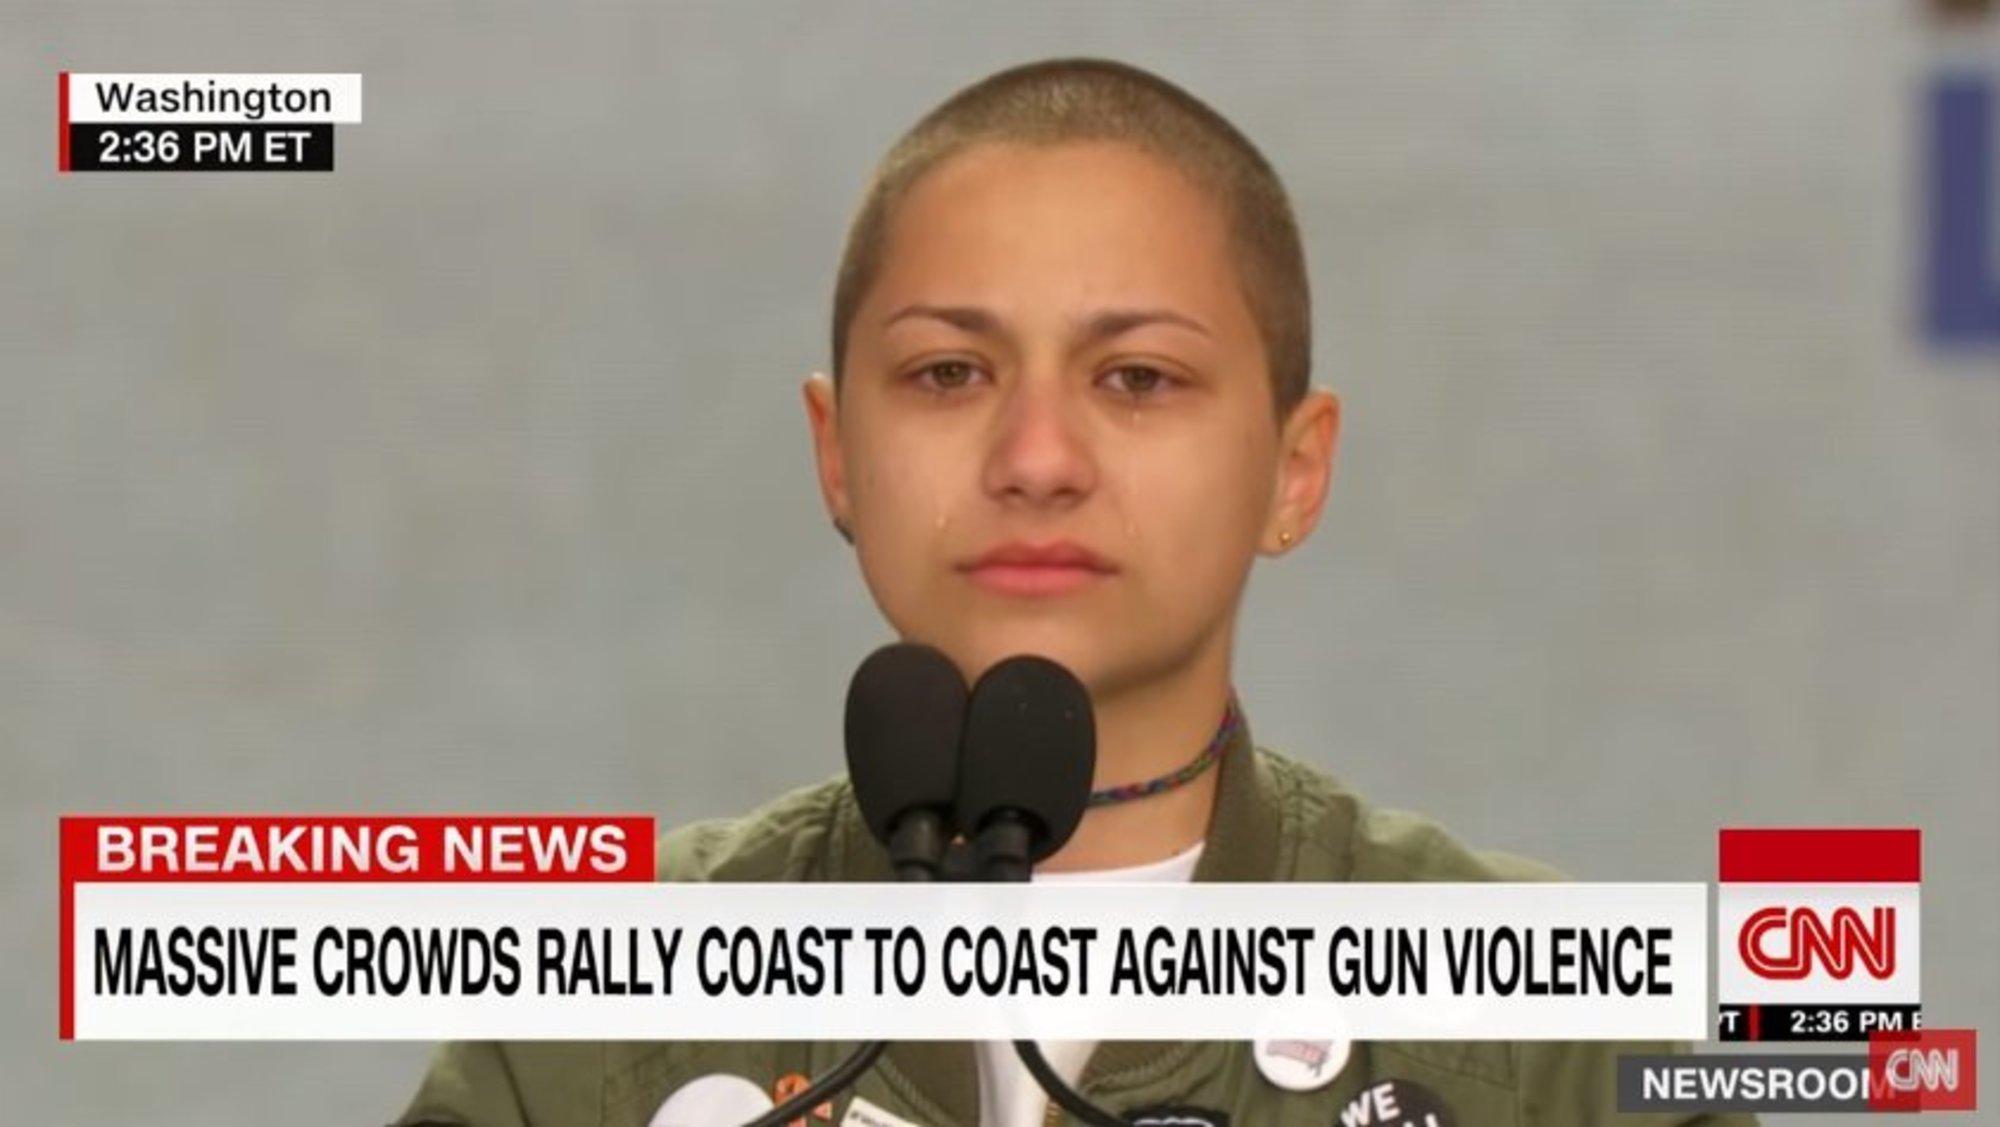 Washington
2:36 PM ET
BREAKING NEWS
MASSIVE CROWDS RALLY COAST TO COAST AGAINST GUN VIOLENCE
CNN
2:36 PM E
CNN
WE